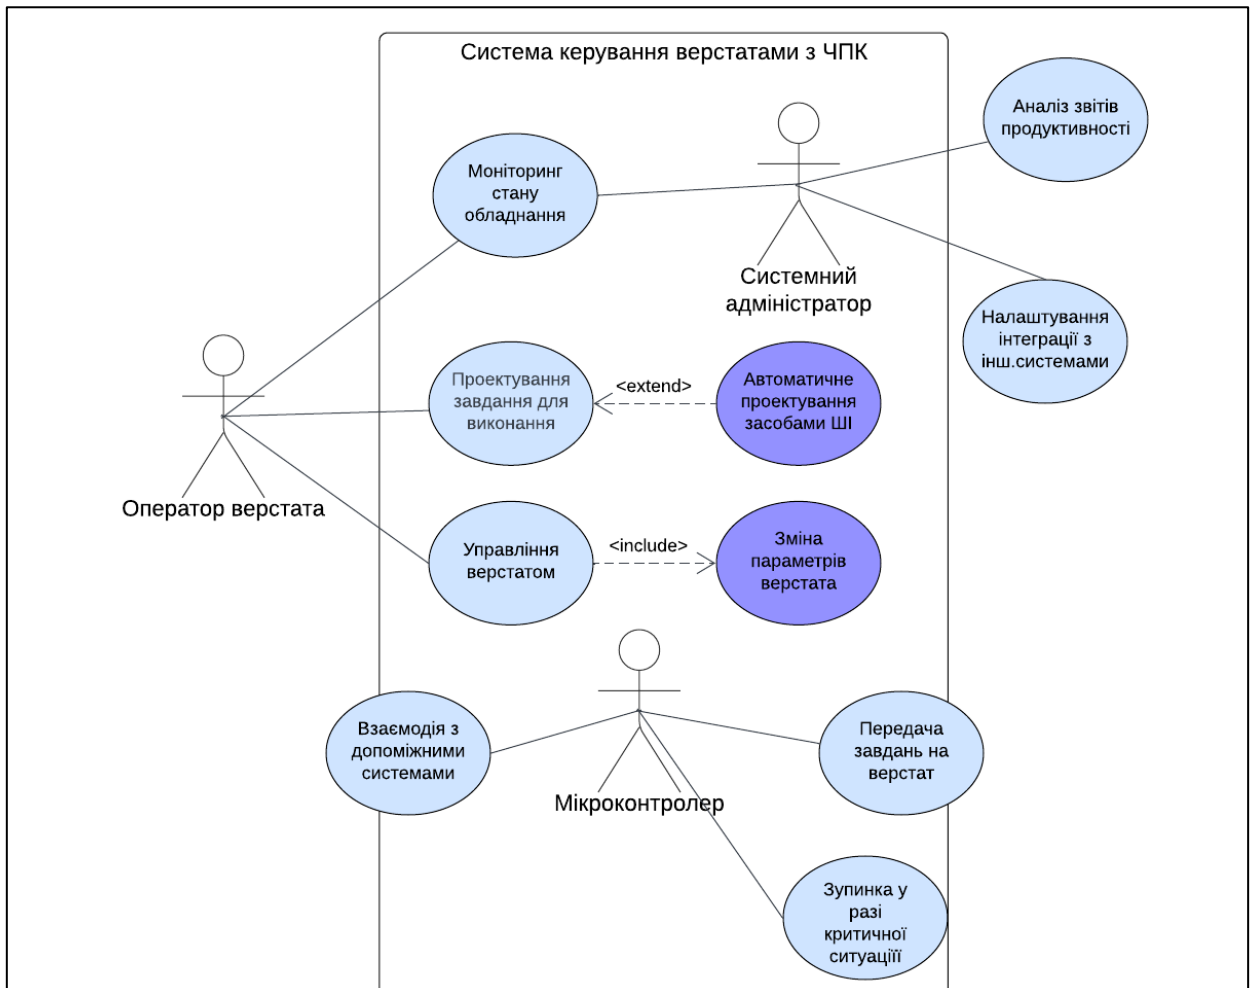 Система керування верстатами з ЧПК
Аналіз звітів
продуктивності
Моніторинг
стану
обладнання
Системний
адміністратор
Налаштування
інтеграції з
інш.системами
Проектування
завдання для
виконання
<extend>
Автоматичне
проектування
засобами ШІ
Оператор верстата
Управління
верстатом
<include>
Зміна
параметрів
верстата
Взаємодія з
допоміжними
системами
Мікроконтролер
Передача
завдань на
верстат
Зупинка у
разі
критичної
ситуаціїї